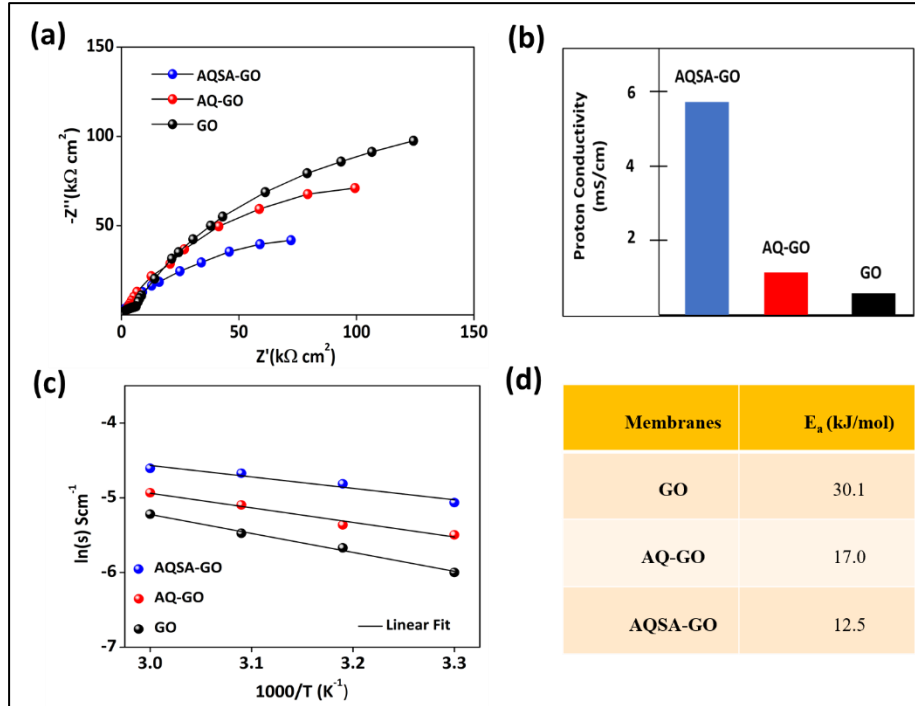 (a)
150
100
50
-Z''(kΩ cm²)
AQSA-GO
AQ-GO
GO
0
50
100
150
Z'(kΩ cm²)
(b)
Proton Conductivity
(mS/cm)
6
4
2
AQSA-GO
AQ-GO
GO
(c)
-4
-5
-6
-7
ln(s) Scm⁻¹
AQSA-GO
AQ-GO
GO
Linear Fit
3.0
3.1
3.2
3.3
1000/T (K⁻¹)
(d)
Membranes Eₐ (kJ/mol)
GO 30.1
AQ-GO 17.0
AQSA-GO 12.5